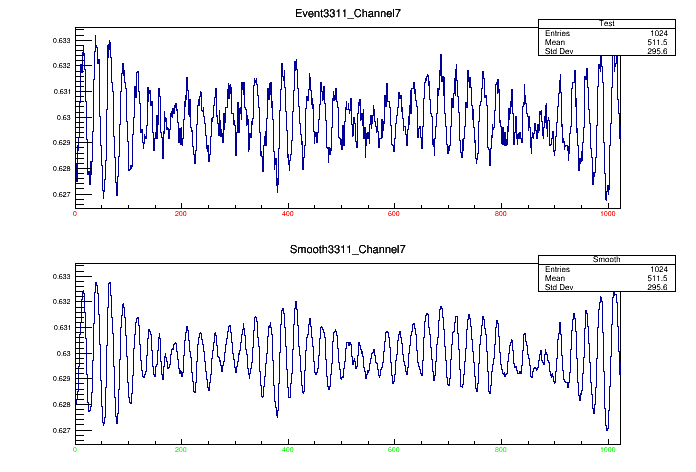 Event3311_Channel7
Test
Entries 1024
Mean 511.5
Std Dev 295.6
0.633
0.632
0.631
0.63
0.629
0.628
0.627
0 200 400 600 800 1000
Smooth3311_Channel7
Smooth
Entries 1024
Mean 511.5
Std Dev 295.6
0.633
0.632
0.631
0.63
0.629
0.628
0.627
0 200 400 600 800 1000